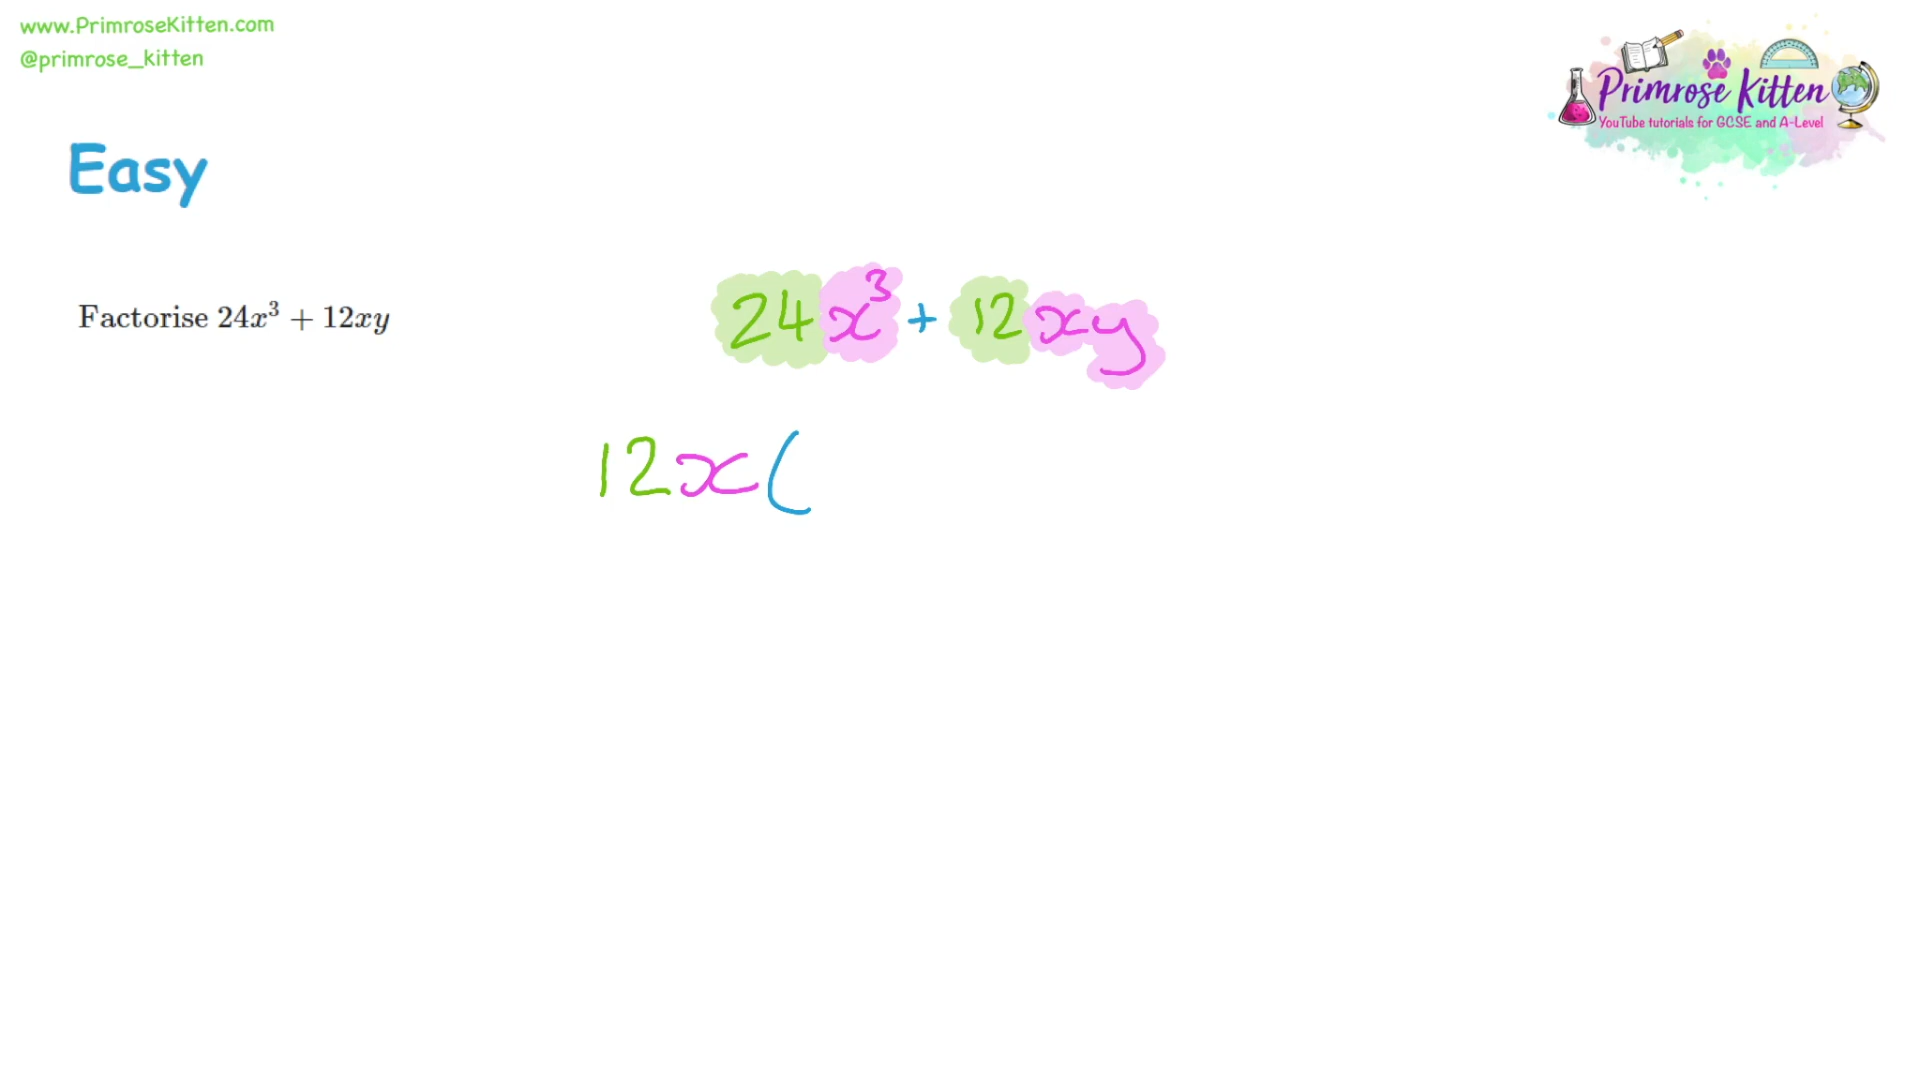 www.PrimroseKitten.com
@primrose_kitten
Primrose Kitten
YouTube tutorials for GCSE and A-Level
Easy
Factorise 24x³ + 12xy
24x³ + 12xy
12x(